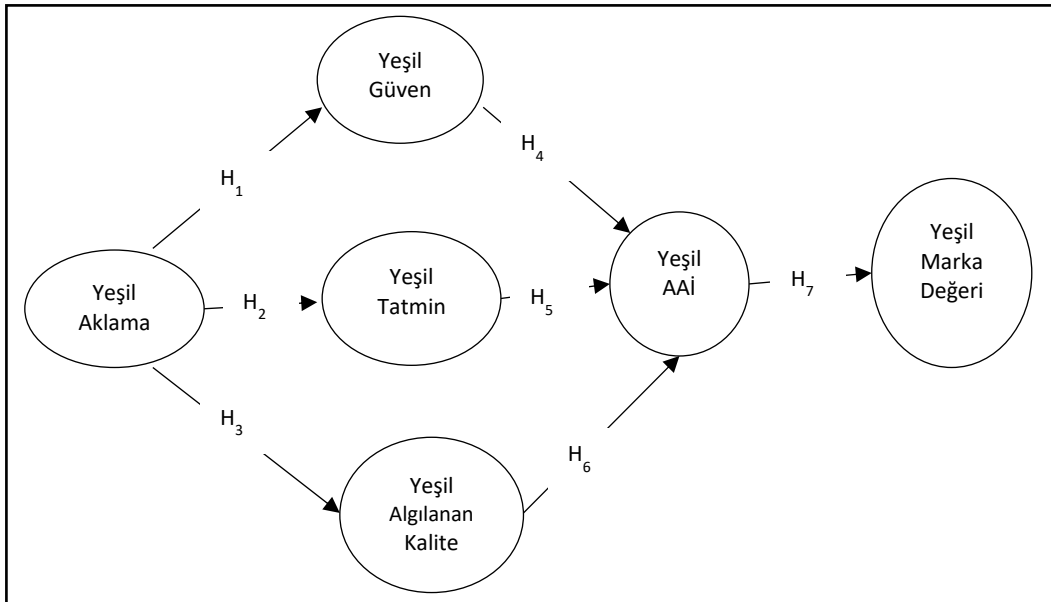 Yeşil
Güven
H₁
H₄
Yeşil
Aklama
H₂
Yeşil
Tatmin
H₅
Yeşil
AAİ
H₇
Yeşil
Marka
Değeri
H₃
Yeşil
Algılanan
Kalite
H₆